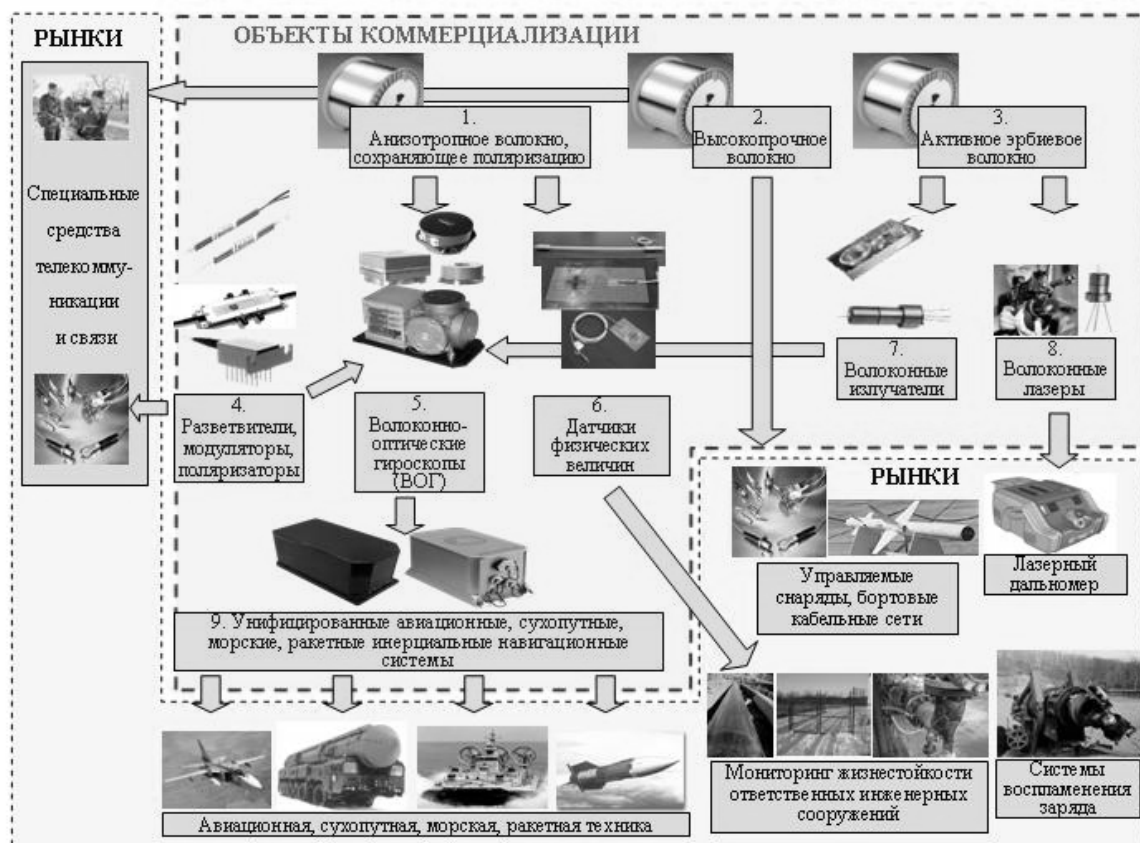 РЫНКИ
ОБЪЕКТЫ КОММЕРЦИАЛИЗАЦИИ
1.
Анизотропное волокно,
сохраняющее поляризацию
2.
Высокопрочное
волокно
3.
Активное эрбиевое
волокно
Специальные
средства
телекомму-
никации
и связи
4.
Разветвители,
модуляторы,
поляризаторы
5.
Волоконно-
оптические
гироскопы
(ВОГ)
6.
Датчики
физических
величин
7.
Волоконные
излучатели
8.
Волоконные
лазеры
РЫНКИ
Управляемые
снаряды, бортовые
кабельные сети
Лазерный
дальномер
9. Унифицированные авиационные, сухопутные,
морские, ракетные инерциальные навигационные
системы
Мониторинг жизнестойкости
ответственных инженерных
сооружений
Системы
воспламенения
заряда
Авиационная, сухопутная, морская, ракетная техника